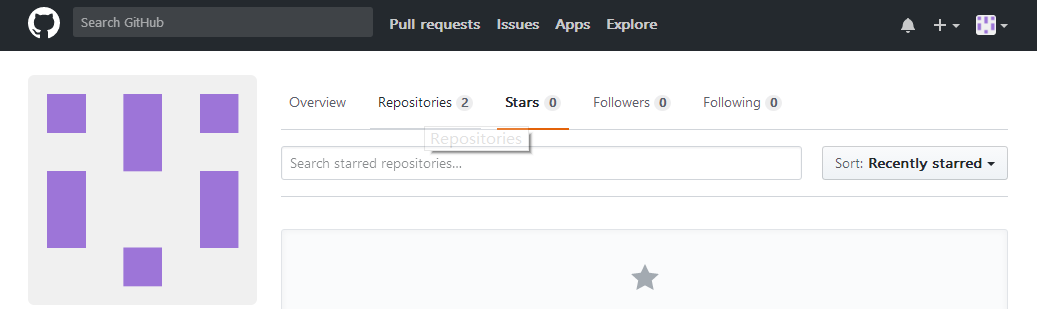 Search GitHub Pull requests Issues Apps Explore
Overview Repositories 2 Stars 0 Followers 0 Following 0
Repositories
Search starred repositories... Sort: Recently starred